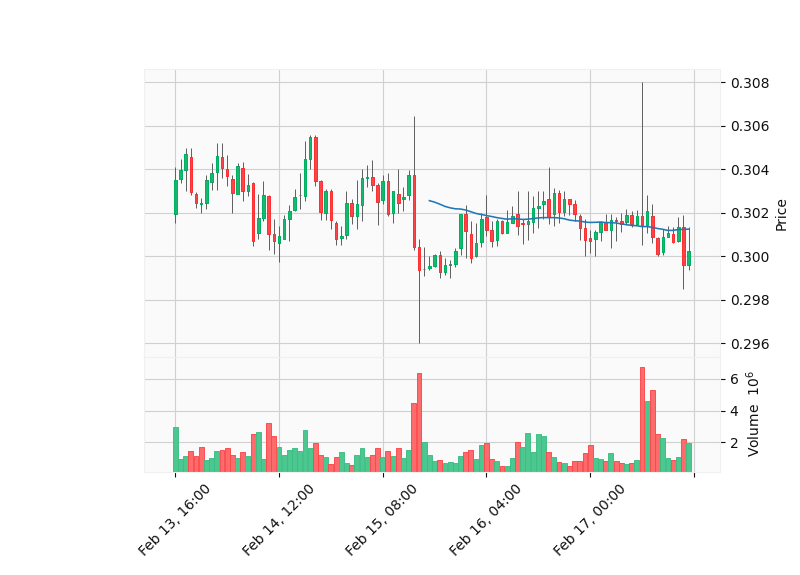 0.308
0.306
0.304
0.302
0.300
0.298
0.296
Price
6
4
2
Volume 10^6
Feb 13, 16:00
Feb 14, 12:00
Feb 15, 08:00
Feb 16, 04:00
Feb 17, 00:00